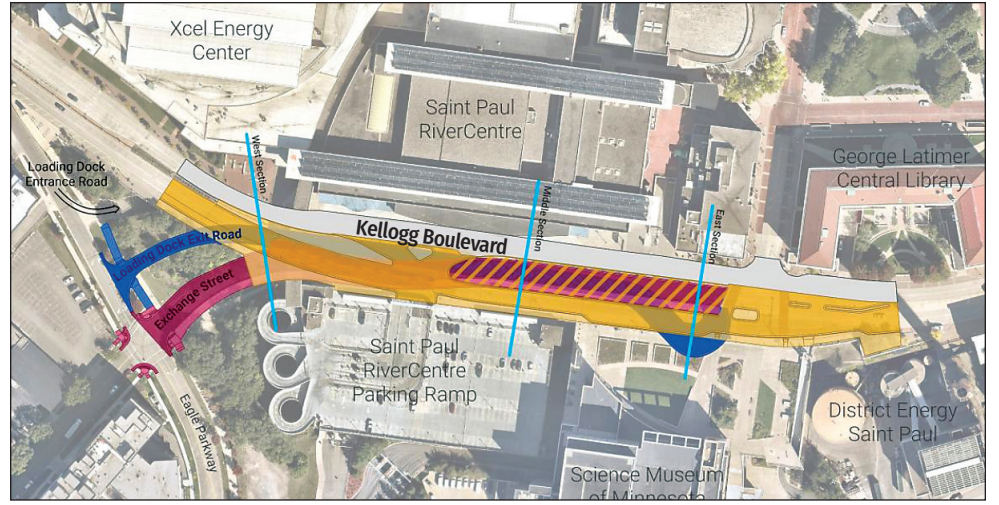 Xcel Energy
Center
Saint Paul
RiverCentre
George Latimer
Central Library
Loading Dock
Entrance Road
West Section
Middle Section
East Section
Kellogg Boulevard
Loading Dock Exit Road
Exchange Street
Saint Paul
RiverCentre
Parking Ramp
Eagle Parkway
District Energy
Saint Paul
Science Museum
of Minnesota